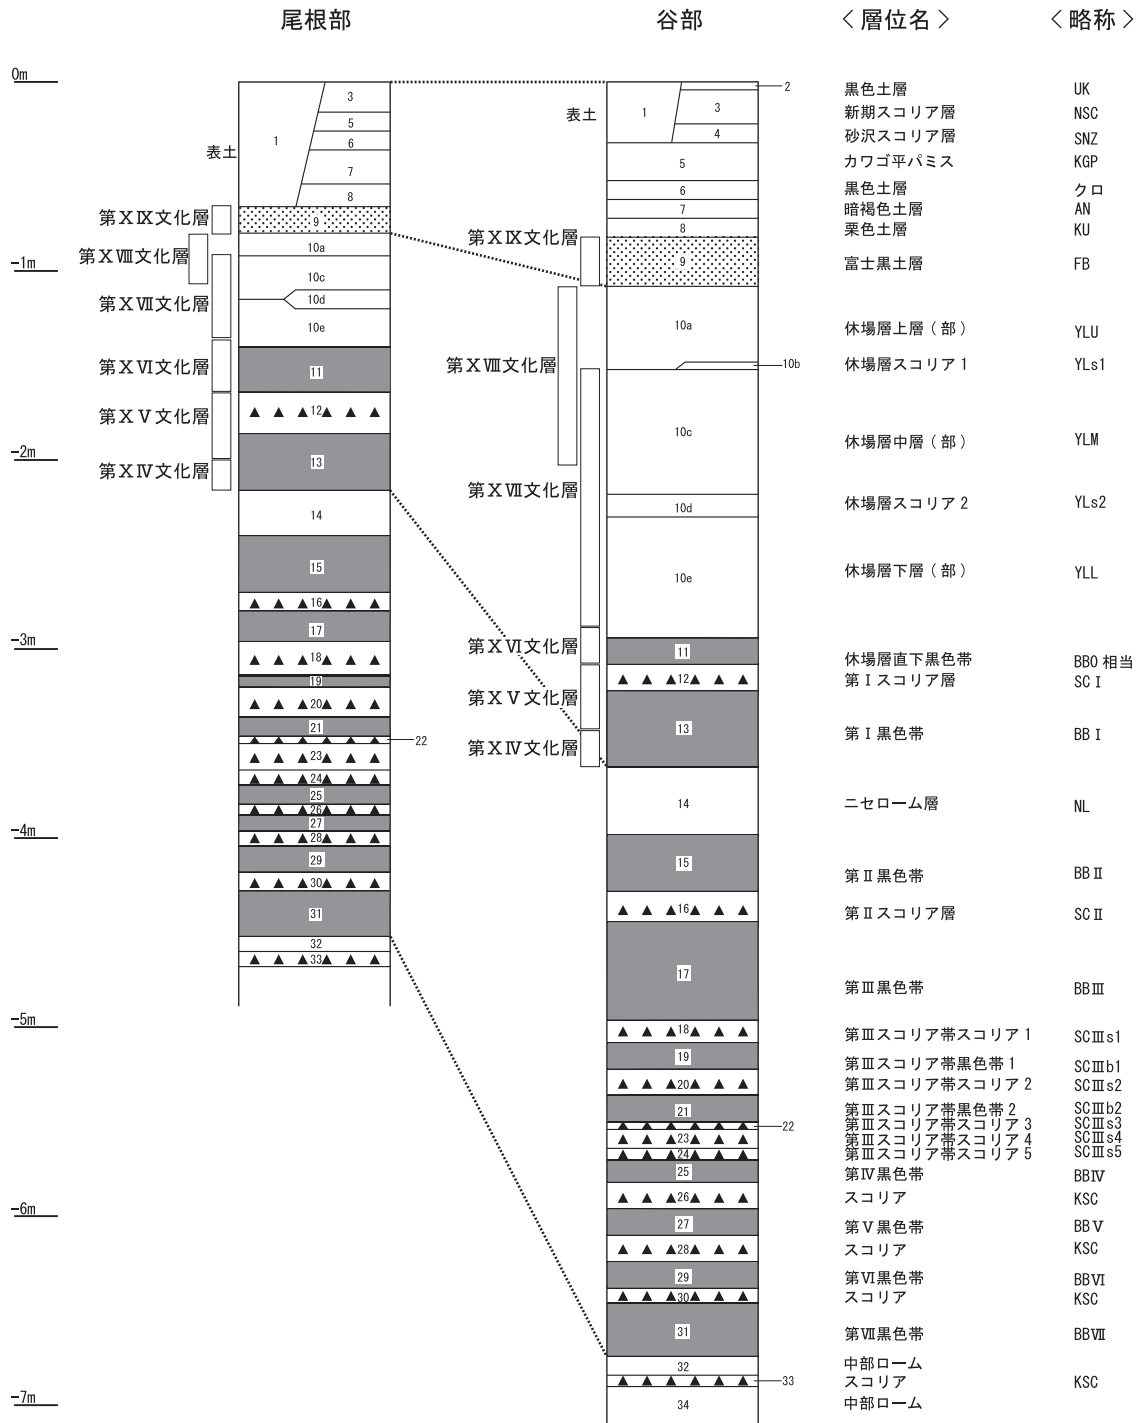 尾根部
谷部
〈 層位名 〉
〈 略称 〉
0m
-1m
-2m
-3m
-4m
-5m
-6m
-7m
表土
第ⅩⅨ文化層
第ⅩⅧ文化層
第ⅩⅦ文化層
第ⅩⅥ文化層
第ⅩⅤ文化層
第ⅩⅣ文化層
1
3
5
6
7
8
9
10a
10c
10d
10e
11
12
13
14
15
16
17
18
19
20
21
22
23
24
25
26
27
28
29
30
31
32
33
表土
第ⅩⅨ文化層
第ⅩⅧ文化層
第ⅩⅦ文化層
第ⅩⅥ文化層
第ⅩⅤ文化層
第ⅩⅣ文化層
1
2
3
4
5
6
7
8
9
10a
10b
10c
10d
10e
11
12
13
14
15
16
17
18
19
20
21
22
23
24
25
26
27
28
29
30
31
32
33
34
黒色土層 UK
新期スコリア層 NSC
砂沢スコリア層 SNZ
カワゴ平パミス KGP
黒色土層 クロ
暗褐色土層 AN
栗色土層 KU
富士黒土層 FB
休場層上層（部） YLU
休場層スコリア１ YLs1
休場層中層（部） YLM
休場層スコリア２ YLs2
休場層下層（部） YLL
休場層直下黒色帯 BB0 相当
第Ⅰスコリア層 SCⅠ
第Ⅰ黒色帯 BBⅠ
ニセローム層 NL
第Ⅱ黒色帯 BBⅡ
第Ⅱスコリア層 SCⅡ
第Ⅲ黒色帯 BBⅢ
第Ⅲスコリア帯スコリア１ SCⅢs1
第Ⅲスコリア帯黒色帯１ SCⅢb1
第Ⅲスコリア帯スコリア２ SCⅢs2
第Ⅲスコリア帯黒色帯２ SCⅢb2
第Ⅲスコリア帯スコリア３ SCⅢs3
第Ⅲスコリア帯スコリア４ SCⅢs4
第Ⅲスコリア帯スコリア５ SCⅢs5
第Ⅳ黒色帯 BBⅣ
スコリア KSC
第Ⅴ黒色帯 BBⅤ
スコリア KSC
第Ⅵ黒色帯 BBⅥ
スコリア KSC
第Ⅶ黒色帯 BBⅦ
中部ローム
スコリア KSC
中部ローム